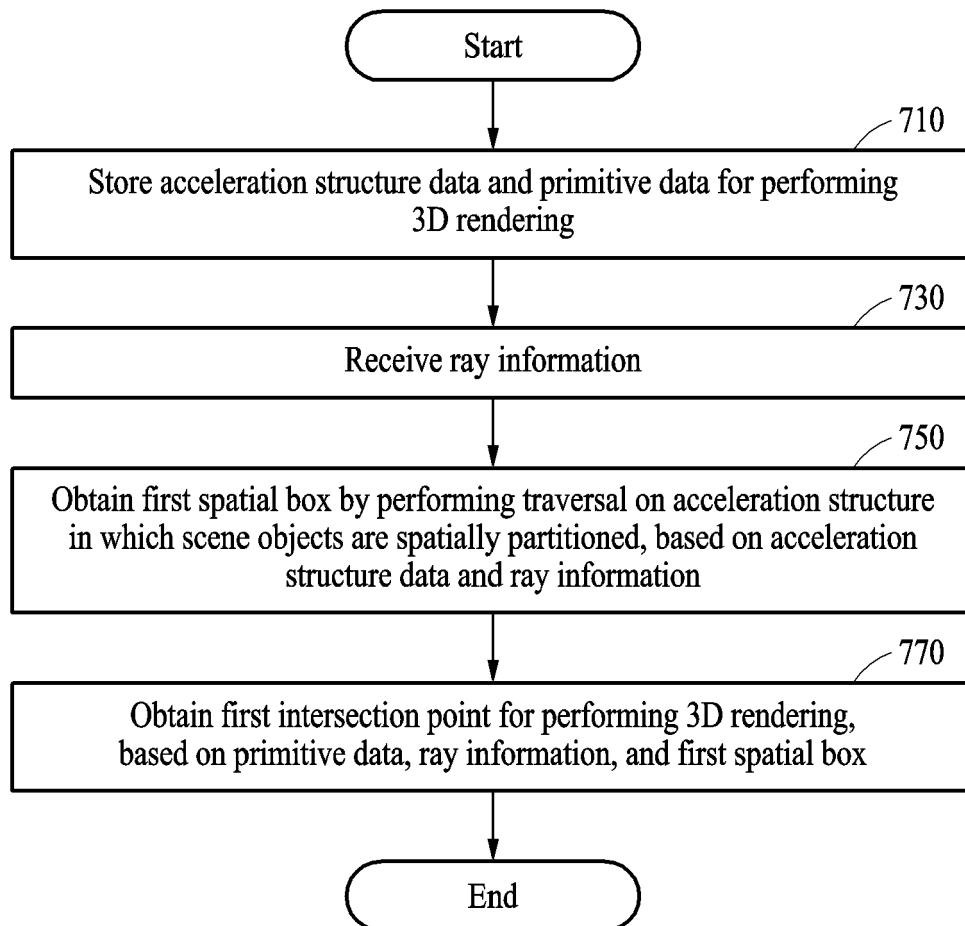 Start
710
Store acceleration structure data and primitive data for performing
3D rendering
730
Receive ray information
750
Obtain first spatial box by performing traversal on acceleration structure
in which scene objects are spatially partitioned, based on acceleration
structure data and ray information
770
Obtain first intersection point for performing 3D rendering,
based on primitive data, ray information, and first spatial box
End